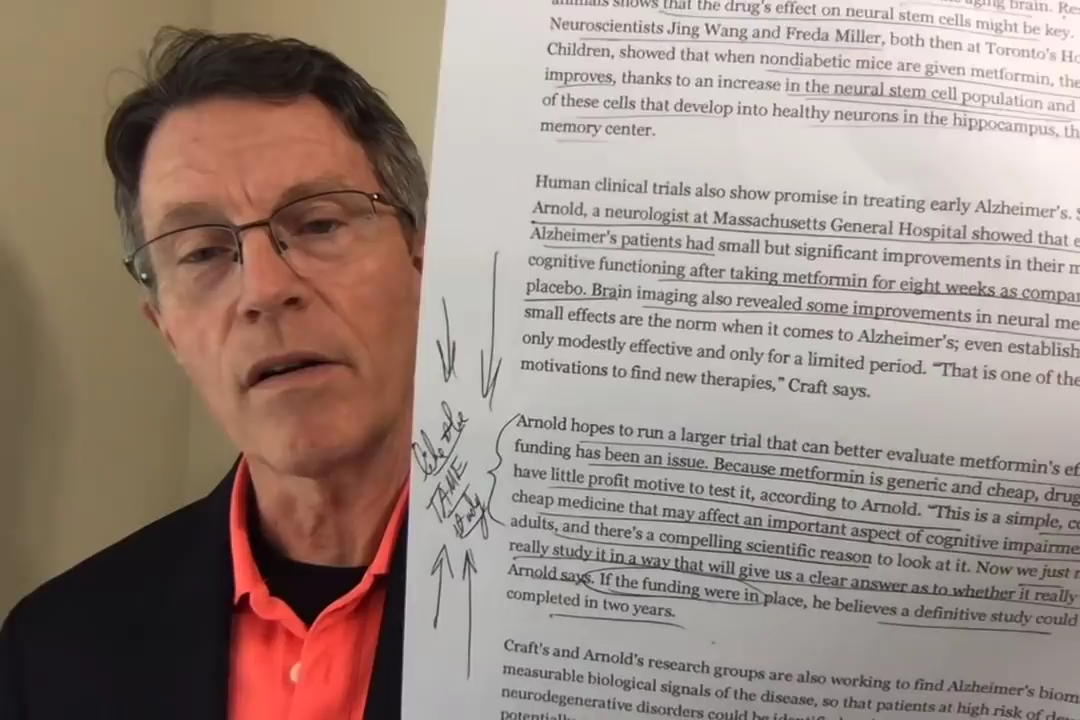 animals shows that the drug's effect on neural stem cells might be key.
aging brain.
Neuroscientists Jing Wang and Freda Miller, both then at Toronto's
Children, showed that when nondiabetic mice are given metformin,
improves, thanks to an increase in the neural stem cell population and
of these cells that develop into healthy neurons in the hippocampus,
memory center.
Human clinical trials also show promise in treating early Alzheimer's.
Arnold, a neurologist at Massachusetts General Hospital showed that
Alzheimer's patients had small but significant improvements in their
cognitive functioning after taking metformin for eight weeks as
placebo. Brain imaging also revealed some improvements in neural
small effects are the norm when it comes to Alzheimer's; even
only modestly effective and only for a limited period. “That is one of the
motivations to find new therapies,” Craft says.
Arnold hopes to run a larger trial that can better evaluate metformin's
funding has been an issue. Because metformin is generic and cheap,
have little profit motive to test it, according to Arnold. “This is a simple,
cheap medicine that may affect an important aspect of cognitive
adults, and there's a compelling scientific reason to look at it. Now we just
really study it in a way that will give us a clear answer as to whether it really
Arnold says. If the funding were in place, he believes a definitive study could
completed in two years.
like the
TAME
study
Craft's and Arnold's research groups are also working to find Alzheimer's
measurable biological signals of the disease, so that patients at high risk of
neurodegenerative disorders could be